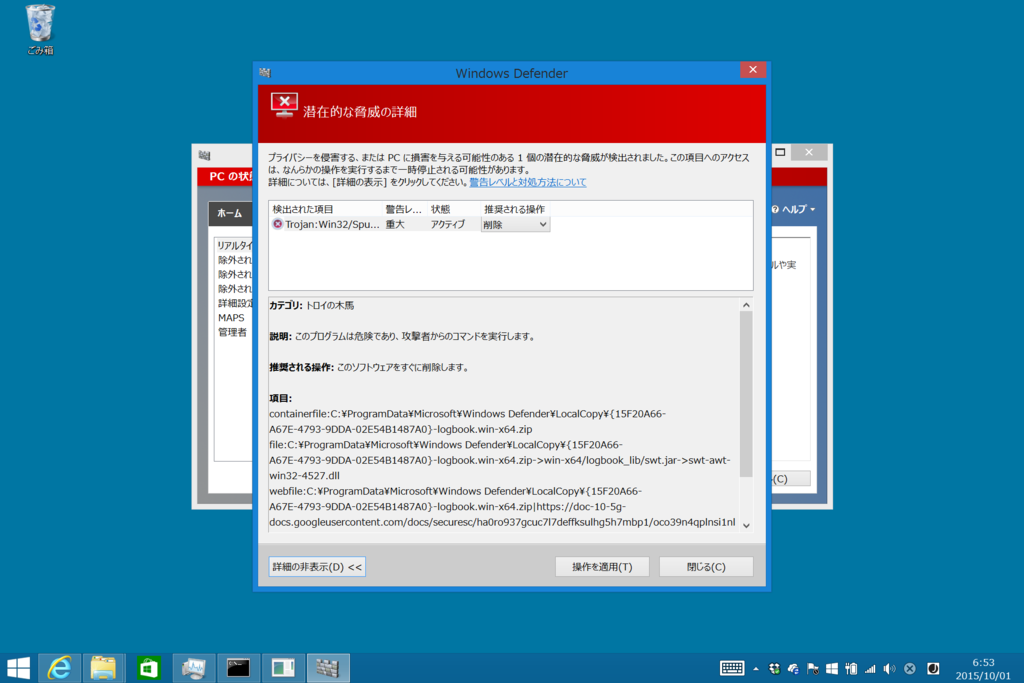 ごみ箱
Windows Defender
潜在的な脅威の詳細
プライバシーを侵害する、または PC に損害を与える可能性のある 1 個の潜在的な脅威が検出されました。この項目へのアクセス
は、なんらかの操作を実行するまで一時停止される可能性があります。
詳細については、[詳細の表示] をクリックしてください。警告レベルと対処方法について
検出された項目 警告レ... 状態 推奨される操作
Trojan:Win32/Spu... 重大 アクティブ 削除
カテゴリ: トロイの木馬
説明: このプログラムは危険であり、攻撃者からのコマンドを実行します。
推奨される操作: このソフトウェアをすぐに削除します。
項目:
containerfile:C:¥ProgramData¥Microsoft¥Windows Defender¥LocalCopy¥{15F20A66-
A67E-4793-9DDA-02E54B1487A0}-logbook.win-x64.zip
file:C:¥ProgramData¥Microsoft¥Windows Defender¥LocalCopy¥{15F20A66-
A67E-4793-9DDA-02E54B1487A0}-logbook.win-x64.zip->win-x64/logbook_lib/swt.jar->swt-awt-
win32-4527.dll
webfile:C:¥ProgramData¥Microsoft¥Windows Defender¥LocalCopy¥{15F20A66-
A67E-4793-9DDA-02E54B1487A0}-logbook.win-x64.zip|https://doc-10-5g-
docs.googleusercontent.com/docs/securesc/ha0ro937gcuc7l7deffksulhg5h7mbp1/oco39n4qplnsi1nl
詳細の非表示(D) << 操作を適用(T) 閉じる(C)
PC の状
ホーム
ヘルプ
リアルタイ
除外され
除外され
除外され
詳細設定
MAPS
管理者
ルや実
(C)
6:53
2015/10/01